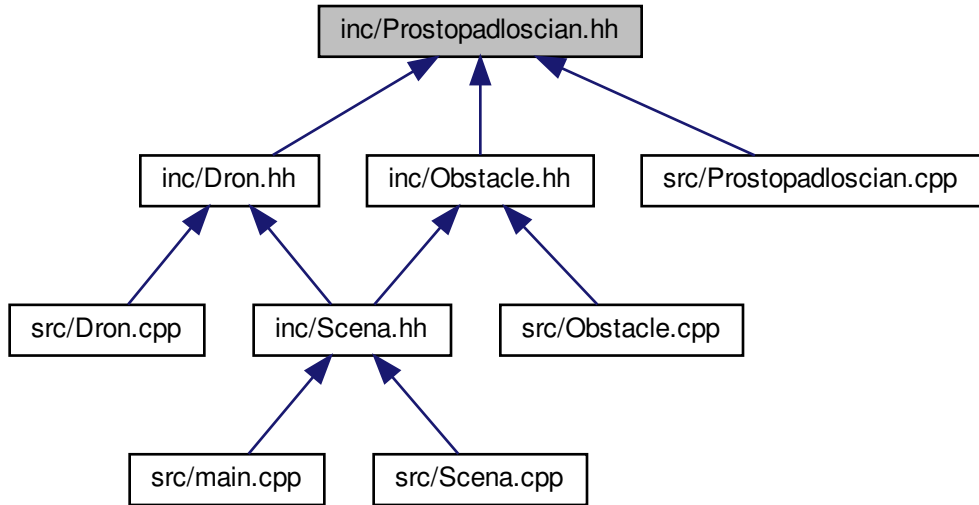 inc/Prostopadloscian.hh
inc/Dron.hh
inc/Obstacle.hh
src/Prostopadloscian.cpp
src/Dron.cpp
inc/Scena.hh
src/Obstacle.cpp
src/main.cpp
src/Scena.cpp